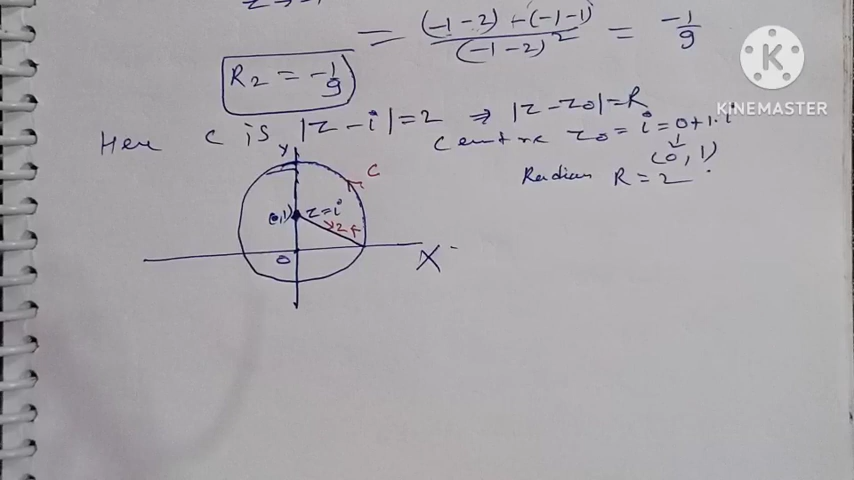 = (-1-2) - (-1-1) / (-1-2)² = -1/9
R₂ = -1/9
Here C is |z-i|=2 ⇒ |z-z₀|=R
Centre z₀ = i = 0+1.i
(0, 1)
Radius R = 2
Y
C
(0,1) z=i
2
0
X
K
KINEMASTER